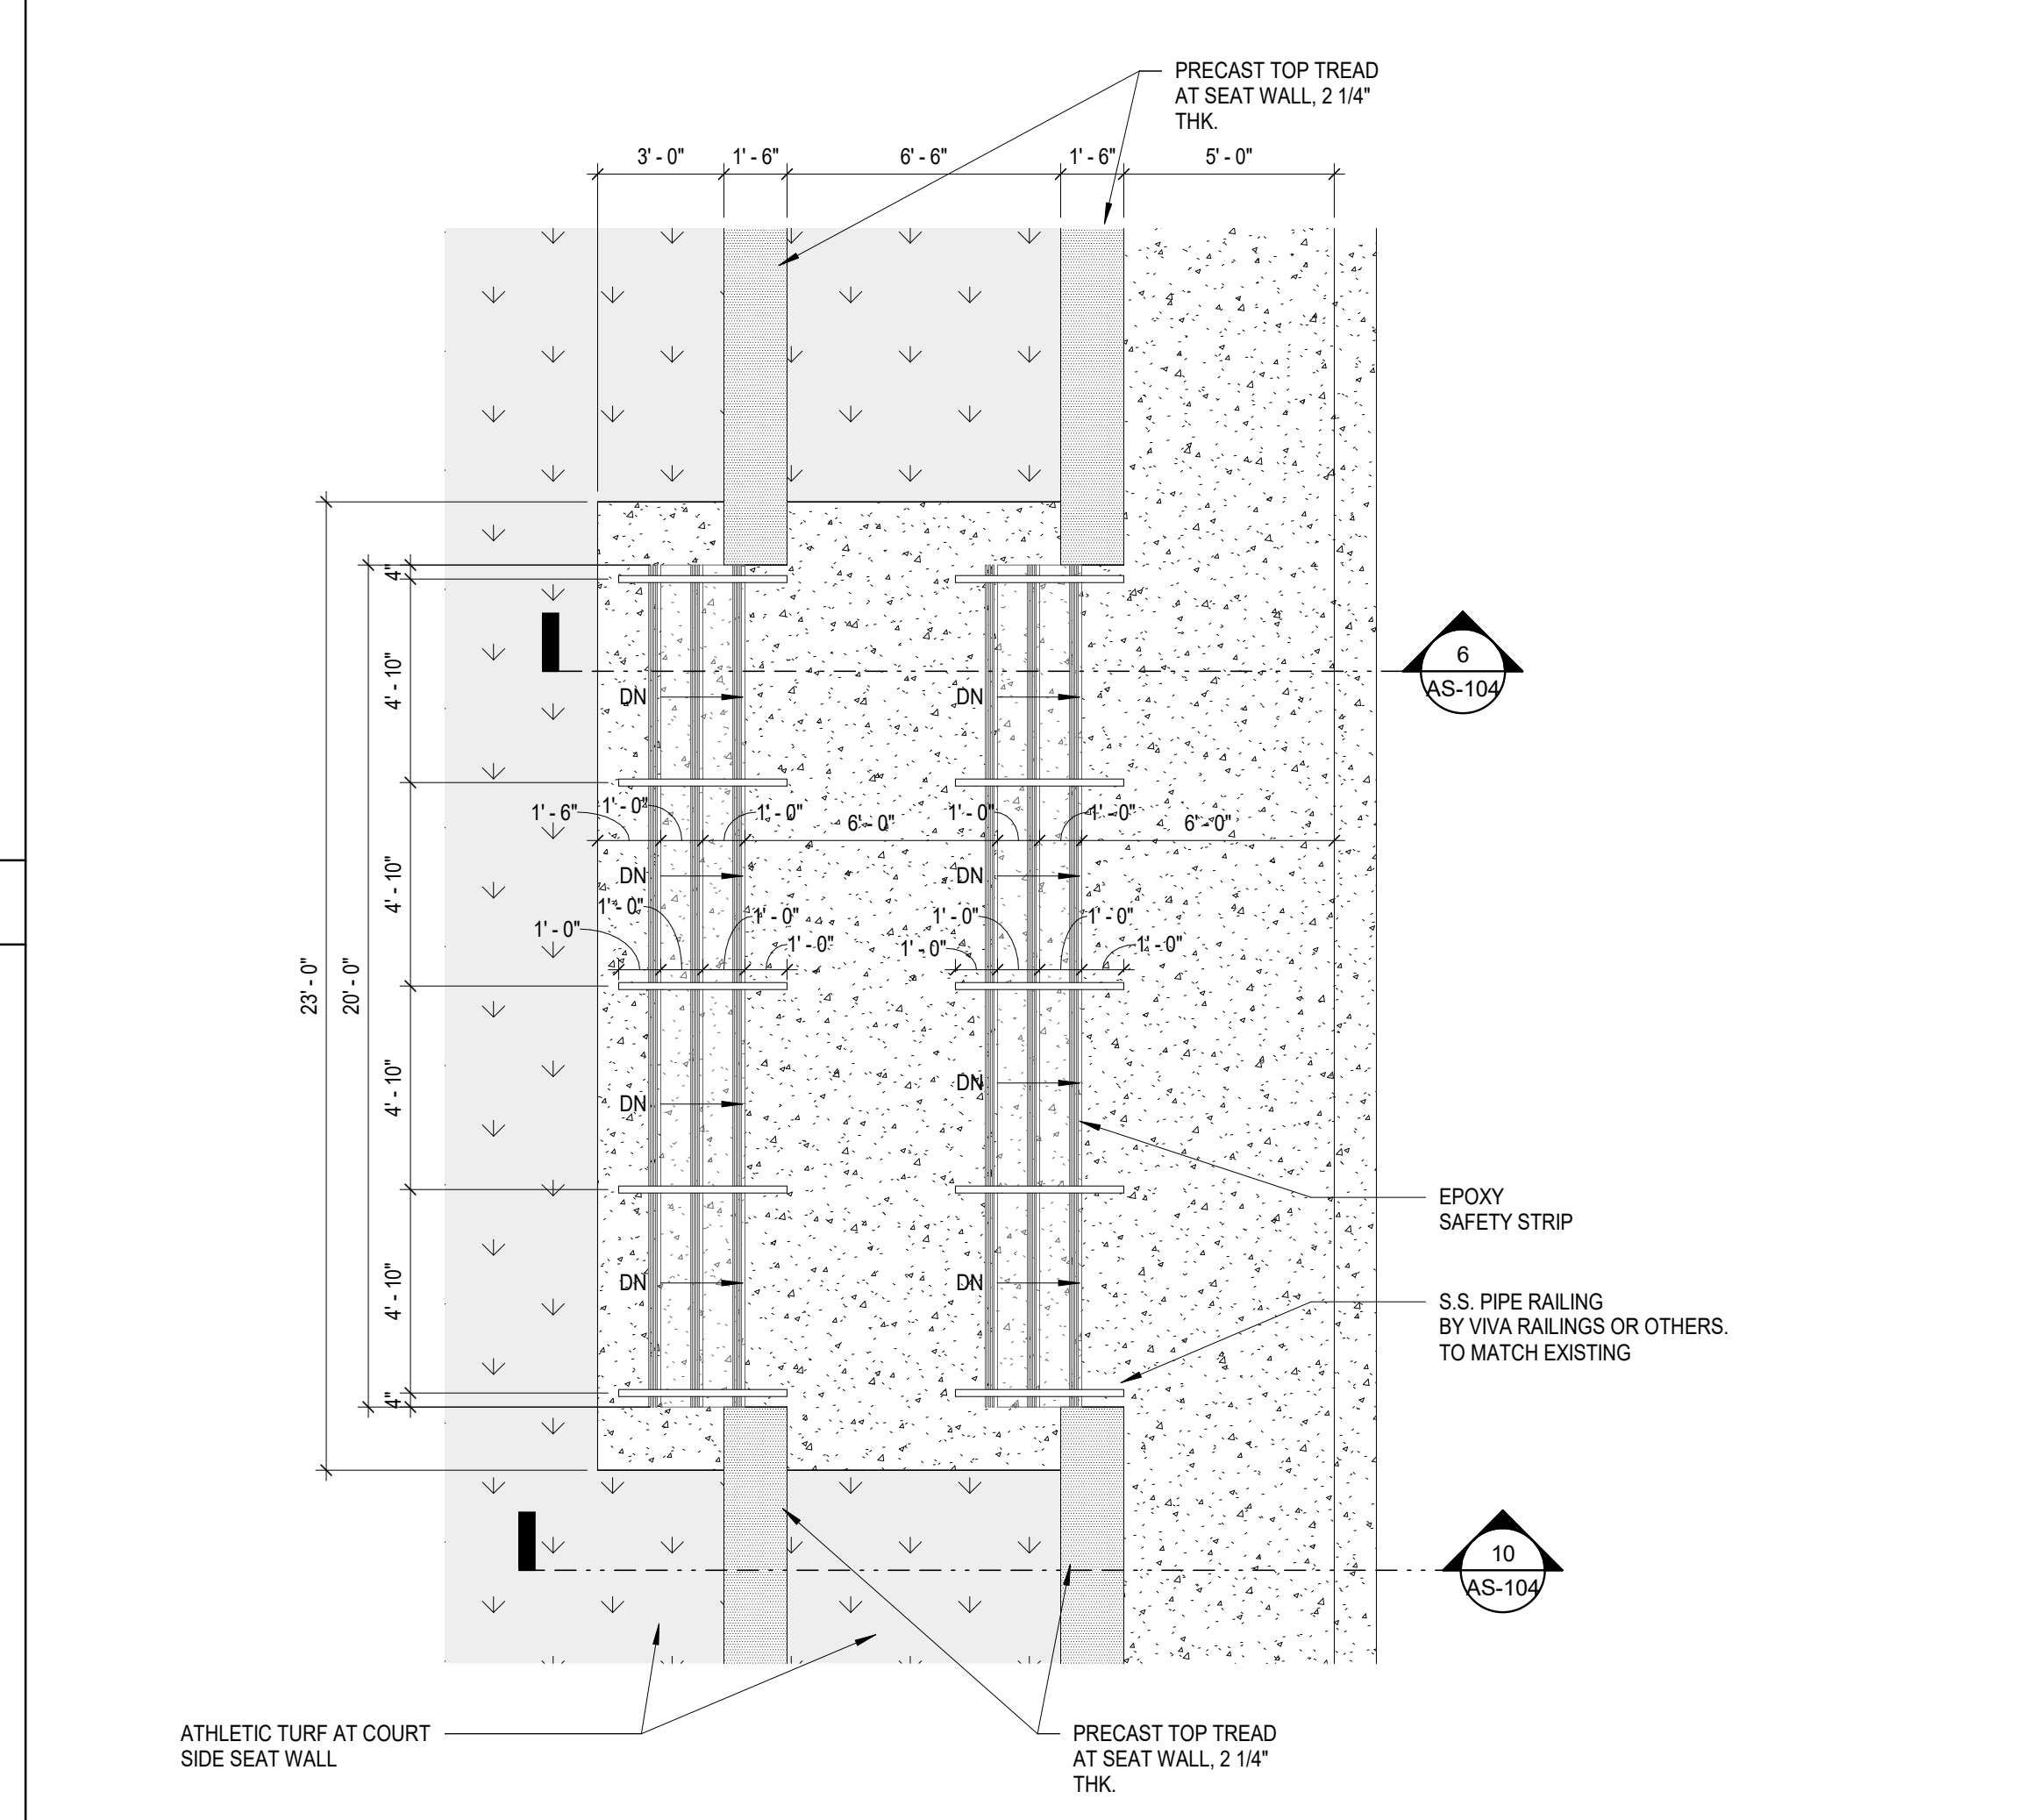 PRECAST TOP TREAD
AT SEAT WALL, 2 1/4"
THK.
3' - 0"
1' - 6"
6' - 6"
1' - 6"
5' - 0"
4"
4' - 10"
6
AS-104
DN
DN
1' - 6"
1' - 0"
1' - 0"
6' - 0"
1' - 0"
1' - 0"
6' - 0"
4' - 10"
DN
DN
1' - 0"
1' - 0"
1' - 0"
1' - 0"
1' - 0"
1' - 0"
1' - 0"
1' - 0"
23' - 0"
20' - 0"
4' - 10"
DN
DN
EPOXY
SAFETY STRIP
4' - 10"
DN
DN
S.S. PIPE RAILING
BY VIVA RAILINGS OR OTHERS.
TO MATCH EXISTING
4"
10
AS-104
ATHLETIC TURF AT COURT
SIDE SEAT WALL
PRECAST TOP TREAD
AT SEAT WALL, 2 1/4"
THK.